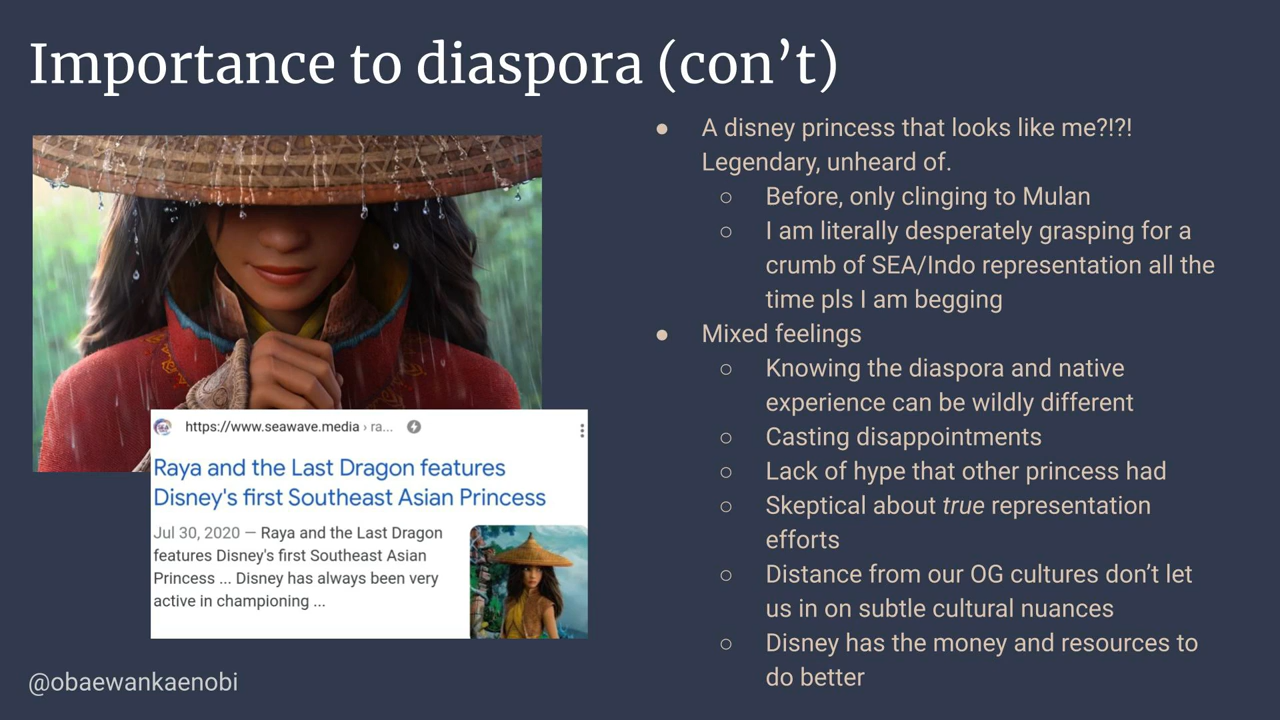 Importance to diaspora (con’t)
● A disney princess that looks like me?!?!
Legendary, unheard of.
○ Before, only clinging to Mulan
○ I am literally desperately grasping for a
crumb of SEA/Indo representation all the
time pls I am begging
● Mixed feelings
○ Knowing the diaspora and native
experience can be wildly different
○ Casting disappointments
○ Lack of hype that other princess had
○ Skeptical about true representation
efforts
○ Distance from our OG cultures don’t let
us in on subtle cultural nuances
○ Disney has the money and resources to
do better
https://www.seawave.media › ra...
Raya and the Last Dragon features
Disney's first Southeast Asian Princess
Jul 30, 2020 — Raya and the Last Dragon
features Disney's first Southeast Asian
Princess ... Disney has always been very
active in championing ...
@obaewankaenobi